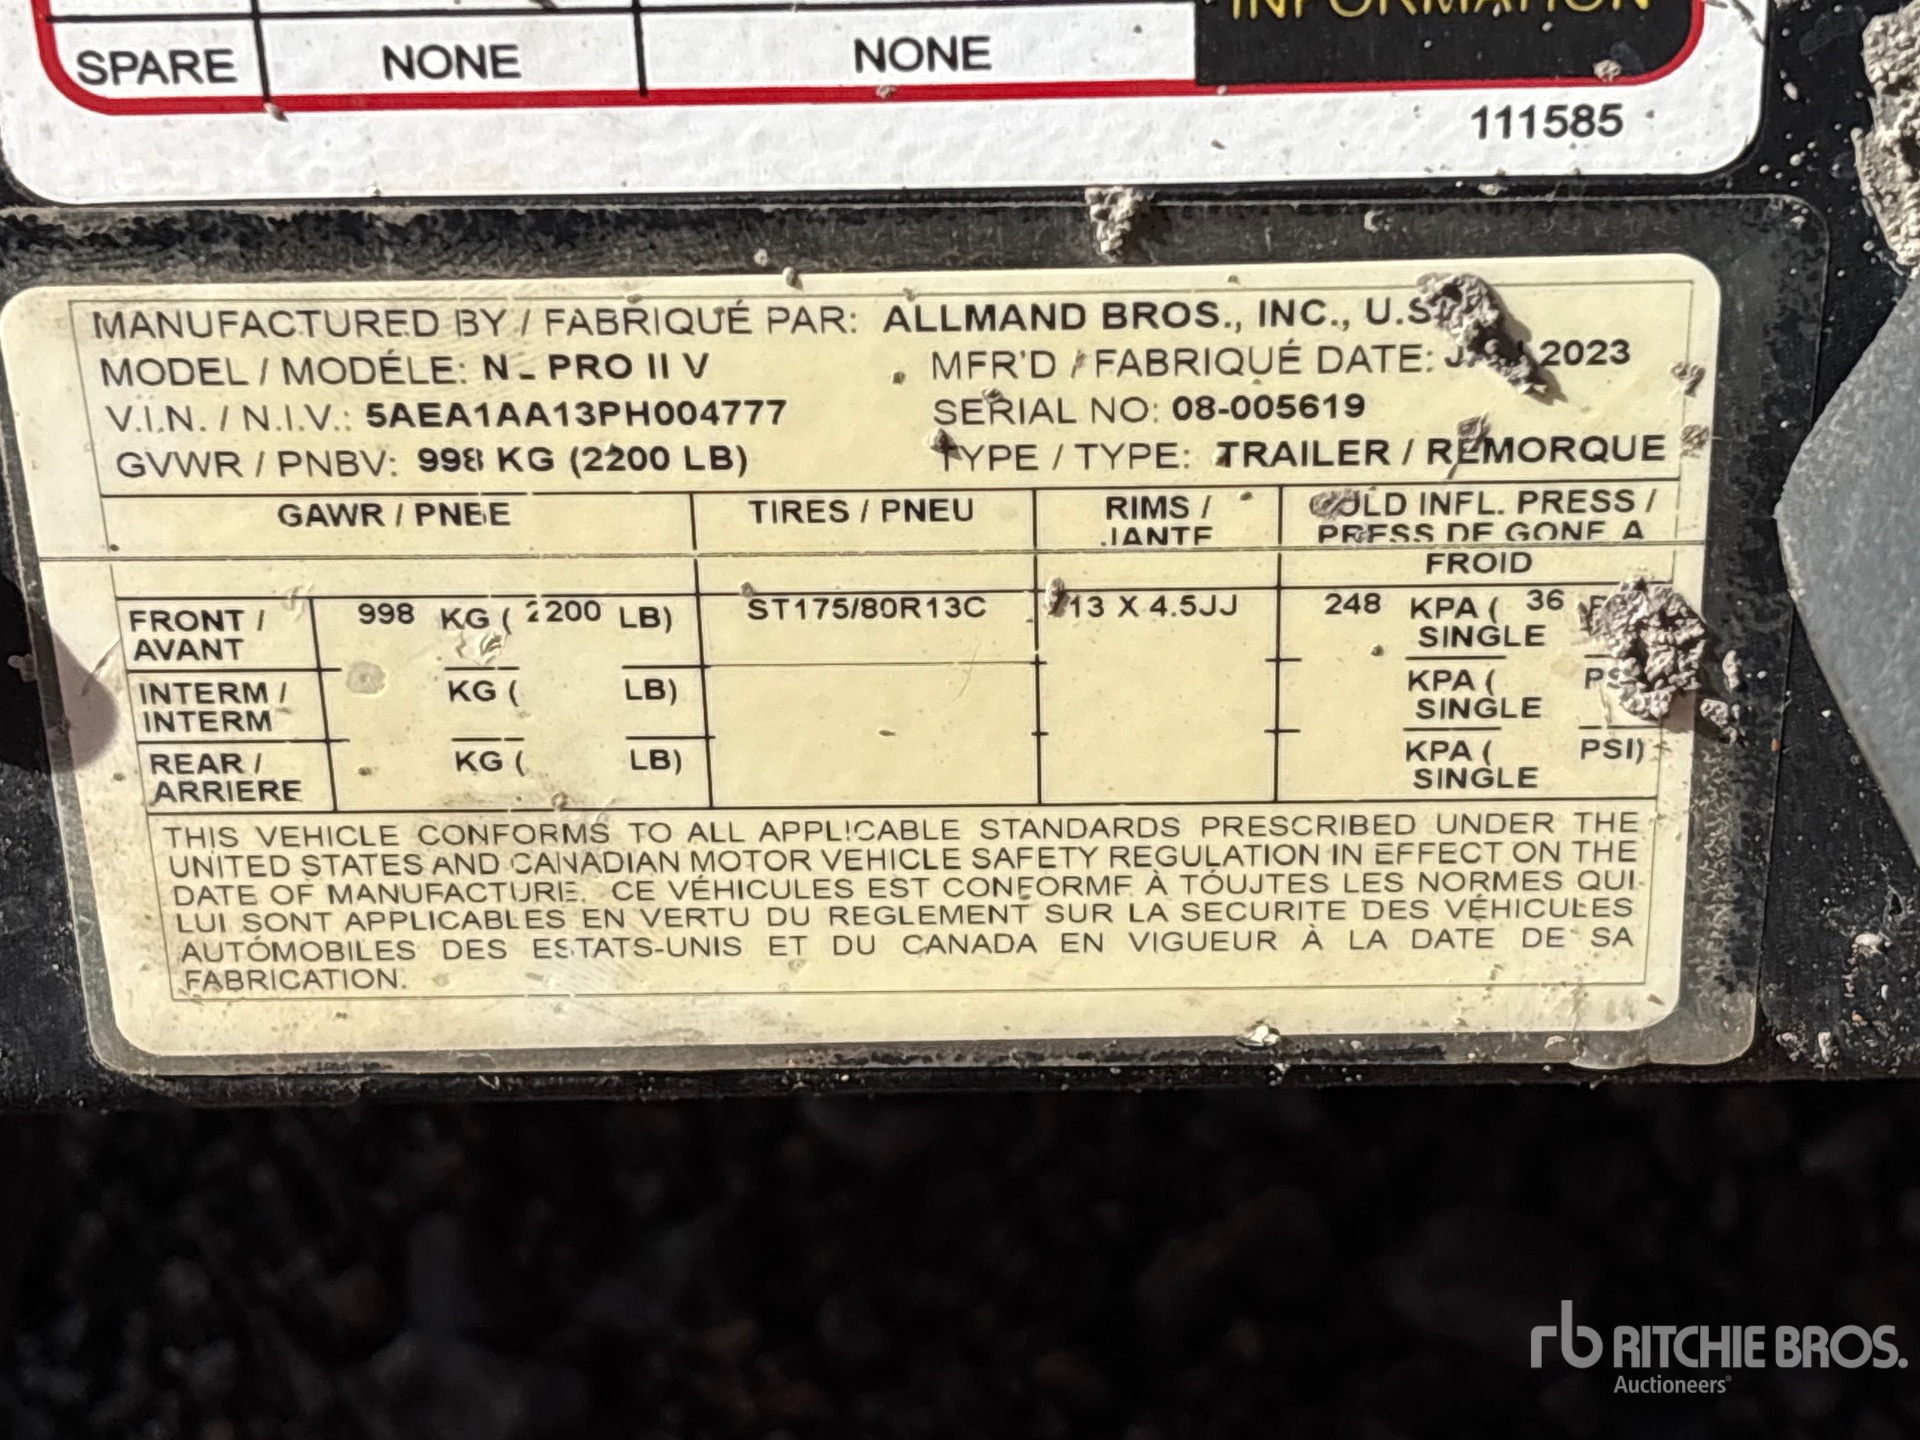 INFORMATION
SPARE NONE NONE
111585
MANUFACTURED BY / FABRIQUÉ PAR: ALLMAND BROS., INC., U.S.
MODEL / MODÉLE: N_ PRO II V MFR'D / FABRIQUÉ DATE: 2023
V.I.N. / N.I.V.: 5AEA1AA13PH004777 SERIAL NO: 08-005619
GVWR / PNBV: 998 KG (2200 LB) TYPE / TYPE: TRAILER / REMORQUE
GAWR / PNBE TIRES / PNEU RIMS / JANTE COLD INFL. PRESS / PRESS DE GONF A FROID
FRONT / AVANT 998 KG ( 2200 LB) ST175/80R13C 13 X 4.5JJ 248 KPA ( 36 SINGLE
INTERM / INTERM KG ( LB) KPA ( PSI SINGLE
REAR / ARRIERE KG ( LB) KPA ( PSI) SINGLE
THIS VEHICLE CONFORMS TO ALL APPLICABLE STANDARDS PRESCRIBED UNDER THE
UNITED STATES AND CANADIAN MOTOR VEHICLE SAFETY REGULATION IN EFFECT ON THE
DATE OF MANUFACTURE. CE VÉHICULES EST CONFORME À TOUJTES LES NORMES QUI
LUI SONT APPLICABLES EN VERTU DU REGLEMENT SUR LA SECURITE DES VÉHICULES
AUTÓMOBILES DES ESTATS-UNIS ET DU CANADA EN VIGUEUR À LA DATE DE SA
FABRICATION.
rb RITCHIE BROS.
Auctioneers